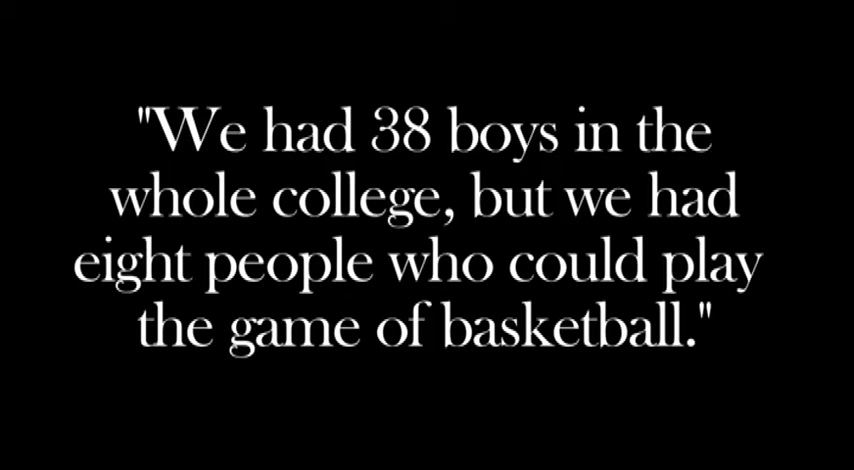 "We had 38 boys in the
whole college, but we had
eight people who could play
the game of basketball."